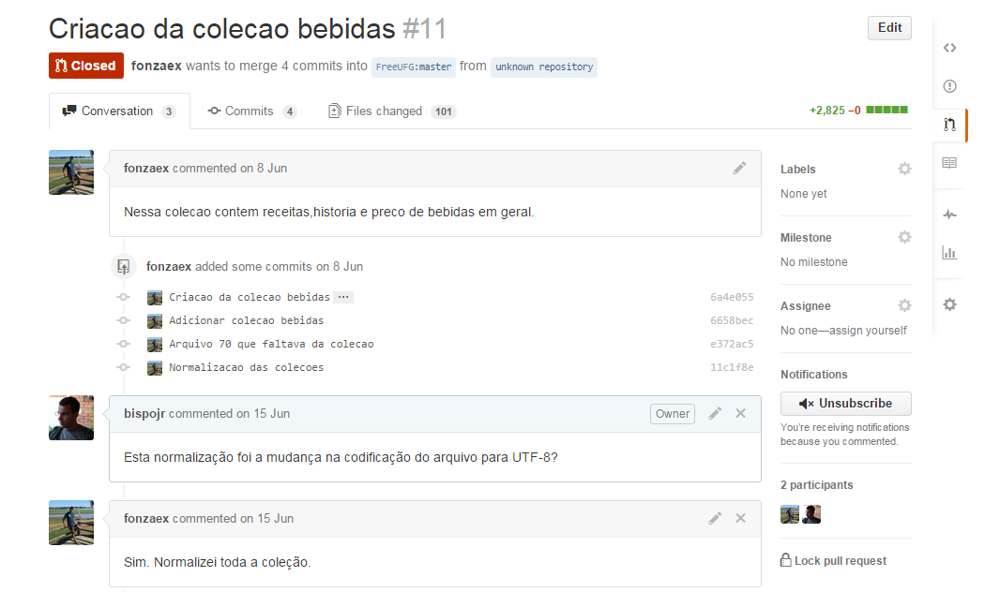 Criacao da colecao bebidas #11
Edit
Closed fonzaex wants to merge 4 commits into FreeUFG:master from unknown repository
Conversation 3 Commits 4 Files changed 101 +2,825 −0
fonzaex commented on 8 Jun
Nessa colecao contem receitas,historia e preco de bebidas em geral.
fonzaex added some commits on 8 Jun
Criacao da colecao bebidas ··· 6a4e055
Adicionar colecao bebidas 6658bec
Arquivo 70 que faltava da colecao e372ac5
Normalizacao das colecoes 11c1f8e
bispojr commented on 15 Jun Owner
Esta normalização foi a mudança na codificação do arquivo para UTF-8?
fonzaex commented on 15 Jun
Sim. Normalizei toda a coleção.
Labels
None yet
Milestone
No milestone
Assignee
No one—assign yourself
Notifications
Unsubscribe
You're receiving notifications
because you commented.
2 participants
Lock pull request